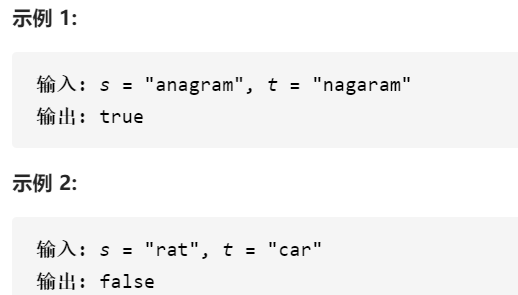 示例 1:
输入: s = "anagram", t = "nagaram"
输出: true
示例 2:
输入: s = "rat", t = "car"
输出: false